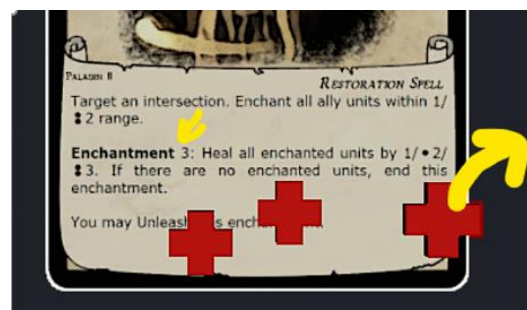 PALADIN II
RESTORATION SPELL
Target an intersection. Enchant all ally units within 1/
2 range.
Enchantment 3: Heal all enchanted units by 1/•2/
3. If there are no enchanted units, end this
enchantment.
You may